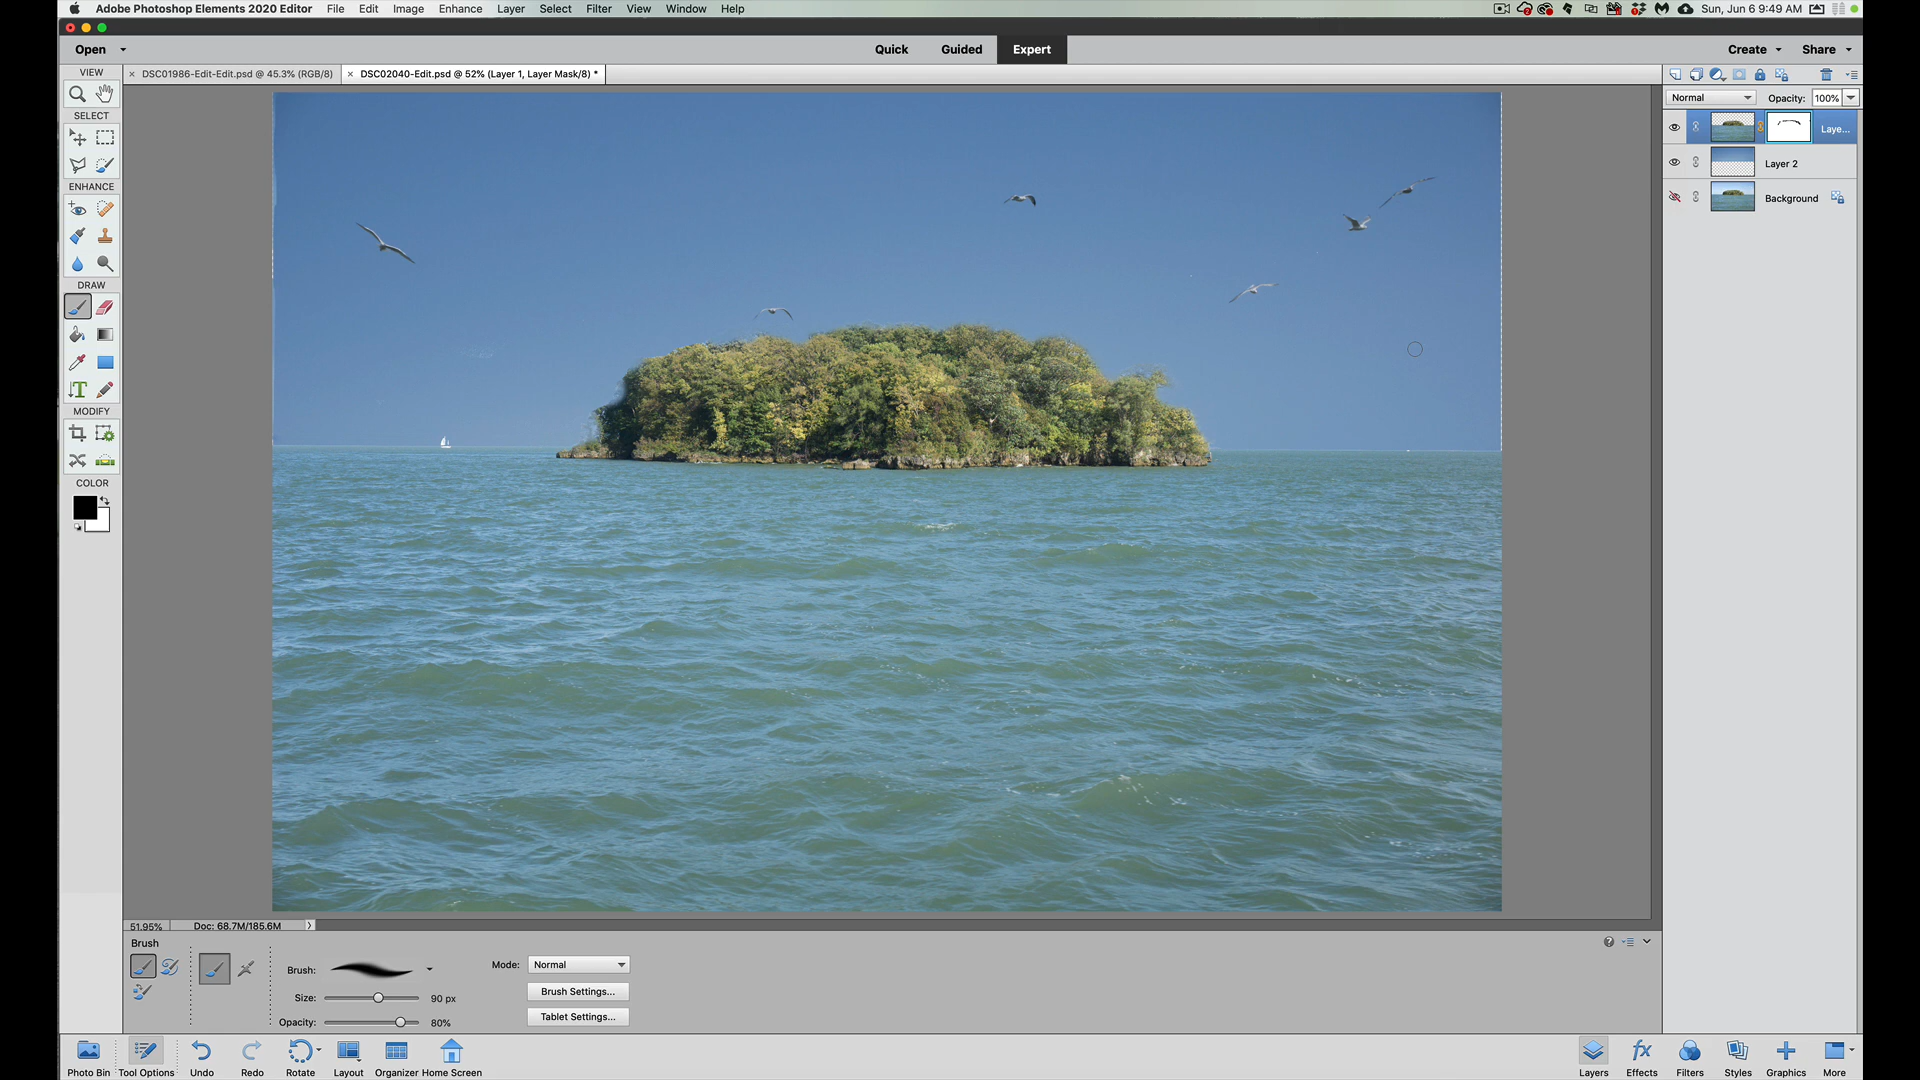 Adobe Photoshop Elements 2020 Editor File Edit Image Enhance Layer Select Filter View Window Help Sun, Jun 6 9:49 AM
Open Quick Guided Expert Create Share
VIEW
× DSC01986-Edit-Edit.psd @ 45.3% (RGB/8) × DSC02040-Edit.psd @ 52% (Layer 1, Layer Mask/8) *
Normal Opacity: 100%
SELECT
Laye...
Layer 2
ENHANCE
Background
DRAW
T
MODIFY
COLOR
51.95% Doc: 68.7M/185.6M
Brush
Brush: Mode: Normal
Size: 90 px Brush Settings...
Opacity: 80% Tablet Settings...
fx
Photo Bin Tool Options Undo Redo Rotate Layout Organizer Home Screen Layers Effects Filters Styles Graphics More